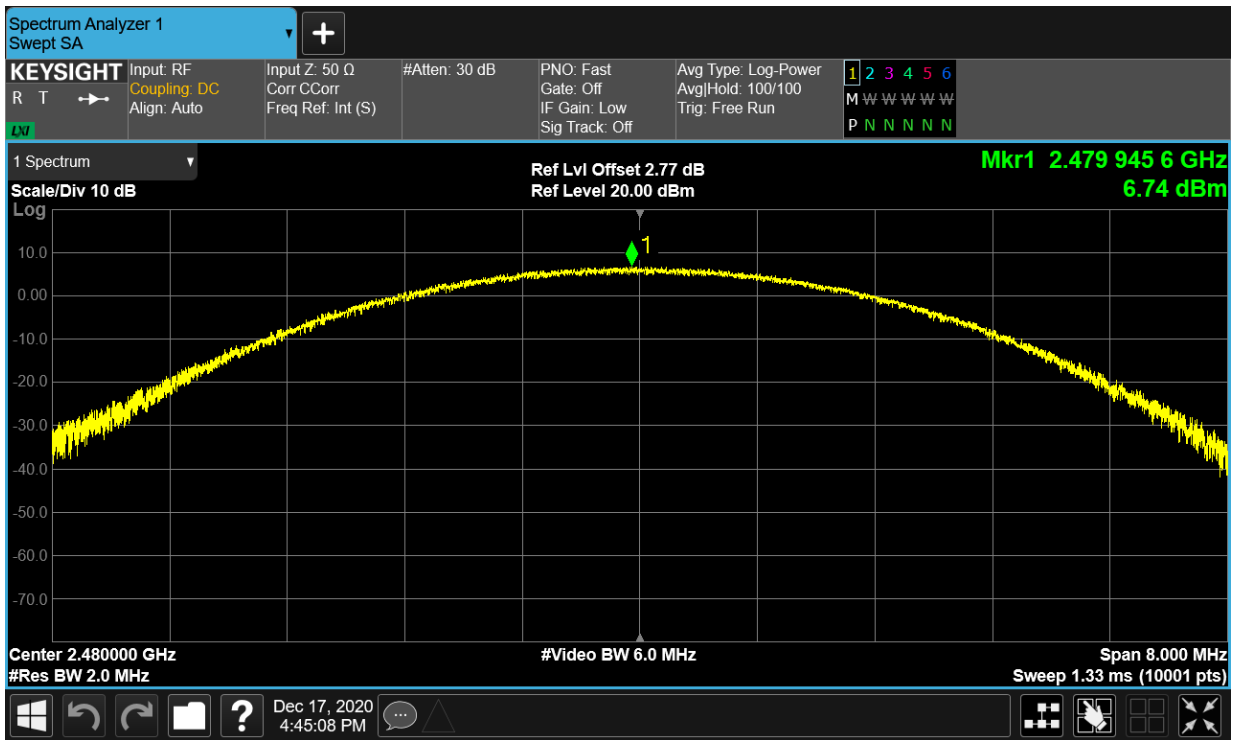 Spectrum Analyzer 1
Swept SA
KEYSIGHT
R T
LXI
Input: RF
Coupling: DC
Align: Auto
Input Z: 50 Ω
Corr CCorr
Freq Ref: Int (S)
#Atten: 30 dB
PNO: Fast
Gate: Off
IF Gain: Low
Sig Track: Off
Avg Type: Log-Power
Avg|Hold: 100/100
Trig: Free Run
1 2 3 4 5 6
M W W W W W
P N N N N N
1 Spectrum
Scale/Div 10 dB
Log
Ref Lvl Offset 2.77 dB
Ref Level 20.00 dBm
Mkr1 2.479 945 6 GHz
6.74 dBm
1
10.0
0.00
-10.0
-20.0
-30.0
-40.0
-50.0
-60.0
-70.0
Center 2.480000 GHz
#Res BW 2.0 MHz
#Video BW 6.0 MHz
Span 8.000 MHz
Sweep 1.33 ms (10001 pts)
?
Dec 17, 2020
4:45:08 PM